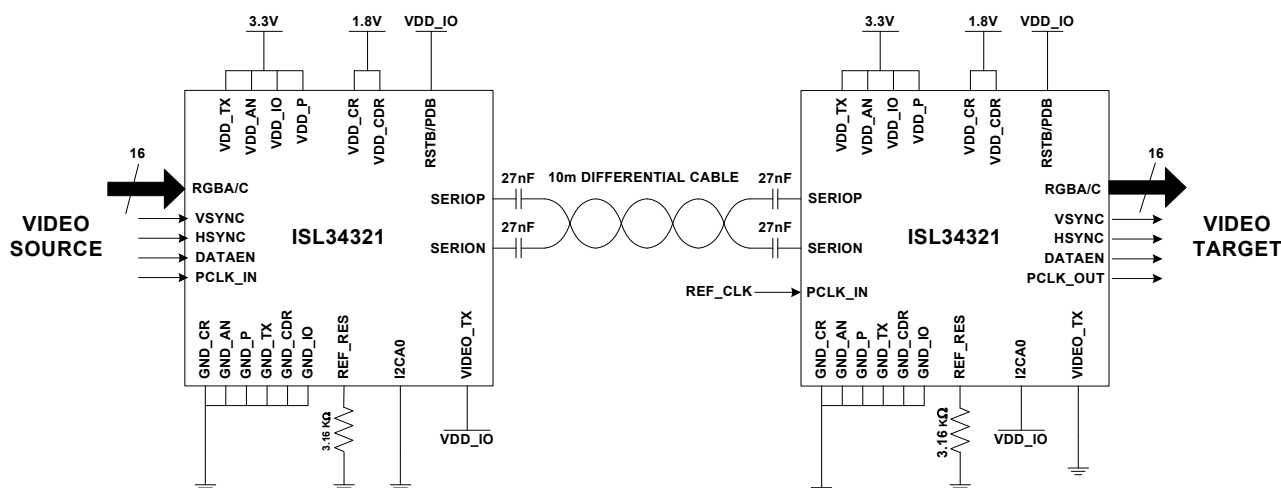 3.3V
1.8V
VDD_IO
3.3V
1.8V
VDD_IO
VDD_TX
VDD_AN
VDD_IO
VDD_P
VDD_CR
VDD_CDR
RSTB/PDB
VDD_TX
VDD_AN
VDD_IO
VDD_P
VDD_CR
VDD_CDR
RSTB/PDB
16
RGBA/C
VIDEO
SOURCE
VSYNC
HSYNC
DATAEN
PCLK_IN
ISL34321
SERIOP
SERION
27nF
27nF
10m DIFFERENTIAL CABLE
27nF
27nF
SERIOP
SERION
REF_CLK
PCLK_IN
ISL34321
16
RGBA/C
VSYNC
HSYNC
DATAEN
PCLK_OUT
VIDEO
TARGET
GND_CR
GND_AN
GND_P
GND_TX
GND_CDR
GND_IO
REF_RES
I2CA0
VIDEO_TX
3.16 KΩ
VDD_IO
GND_CR
GND_AN
GND_P
GND_TX
GND_CDR
GND_IO
REF_RES
I2CA0
VIDEO_TX
3.16 KΩ
VDD_IO